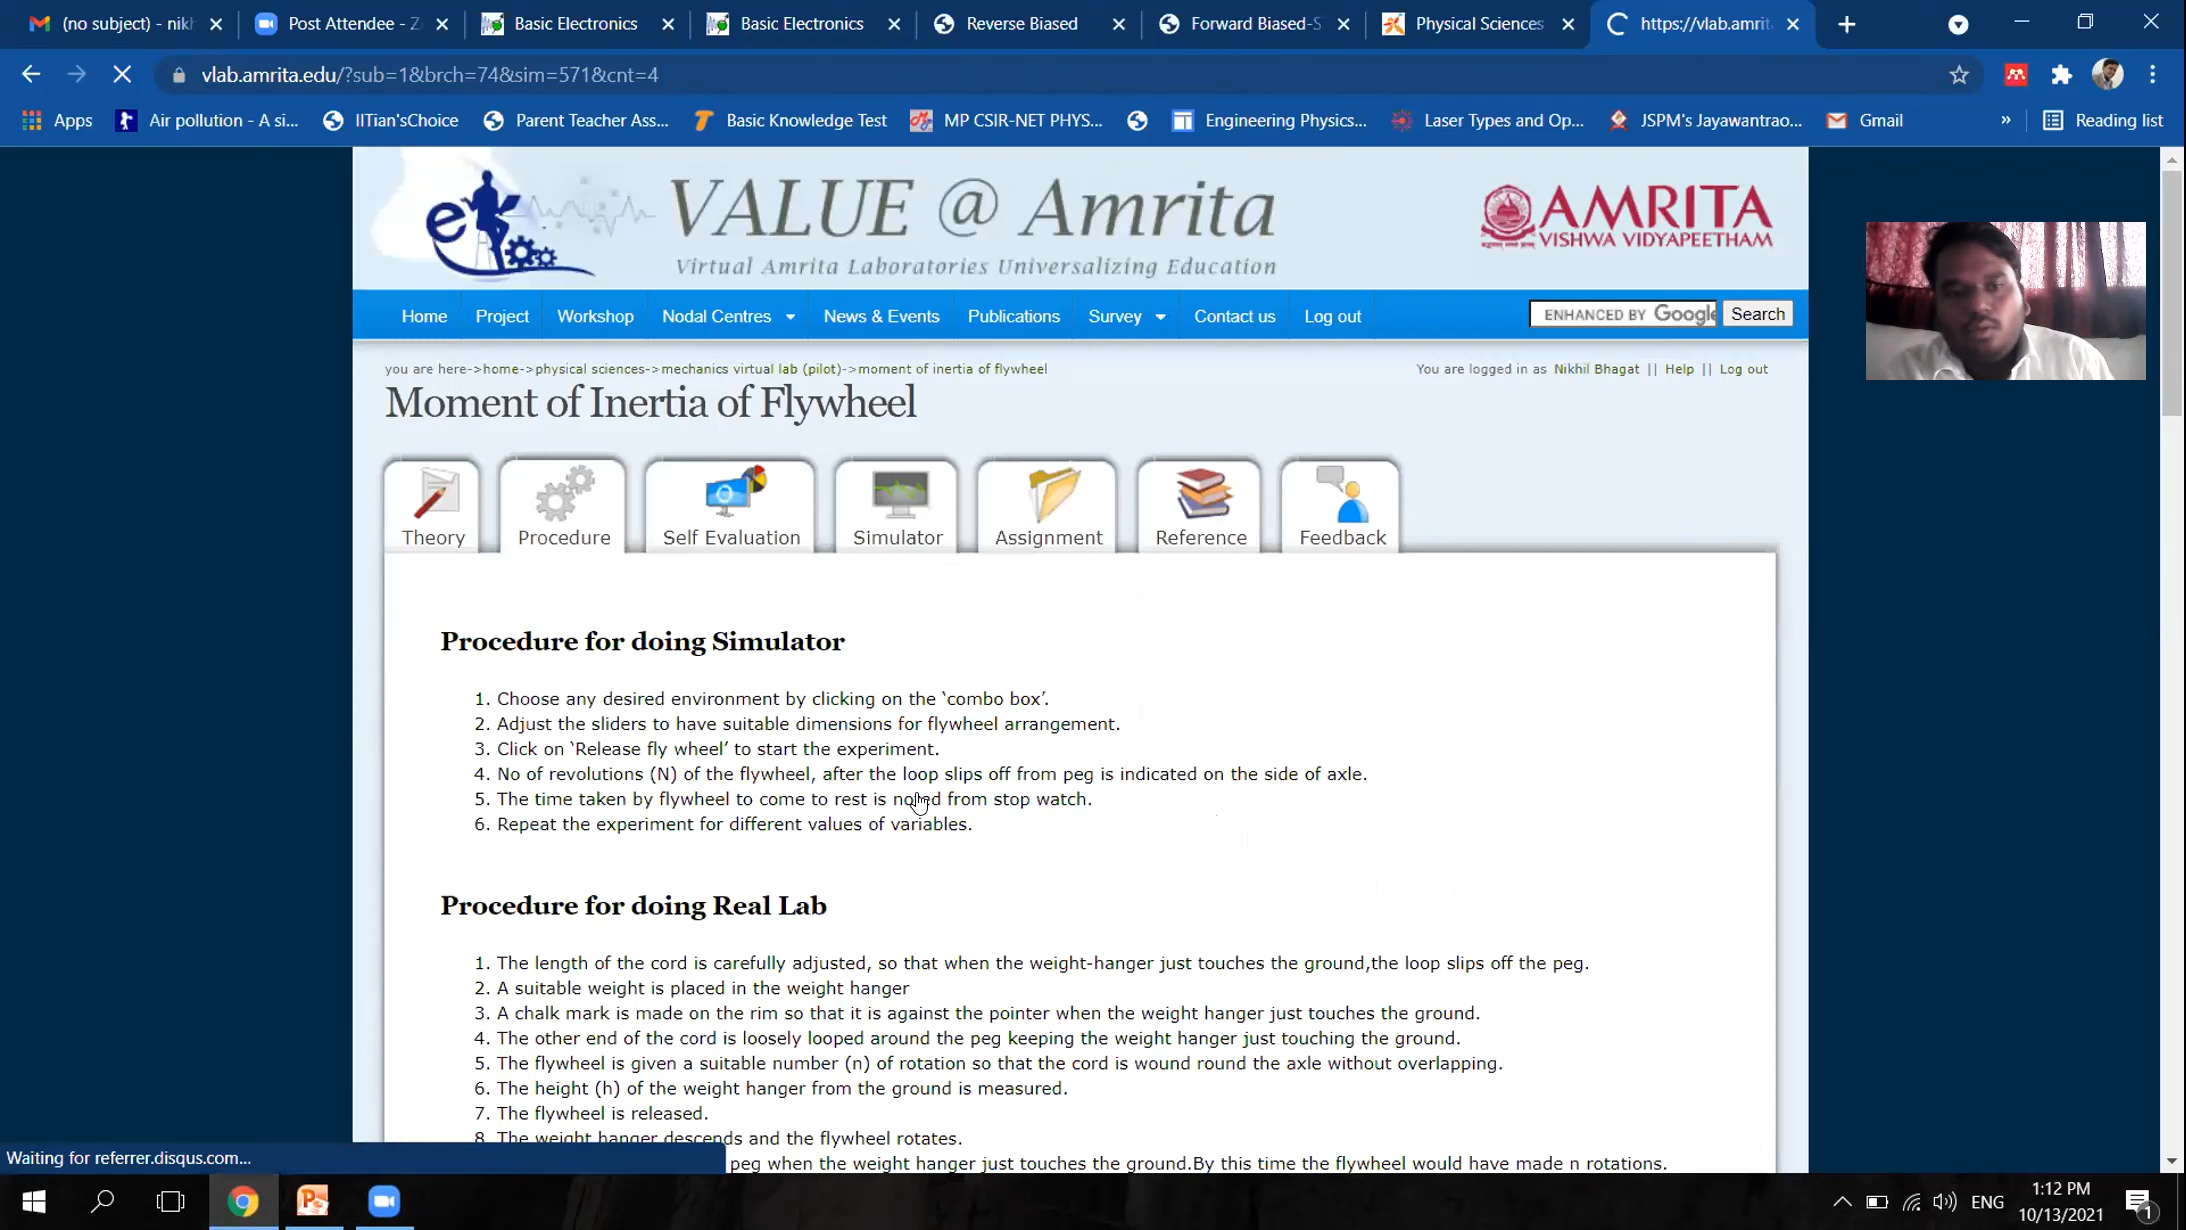 (no subject) - nikh
Post Attendee - Z
Basic Electronics
Basic Electronics
Reverse Biased
Forward Biased-S
Physical Sciences
https://vlab.amrit
vlab.amrita.edu/?sub=1&brch=74&sim=571&cnt=4
Apps
Air pollution - A si...
IITian'sChoice
Parent Teacher Ass...
Basic Knowledge Test
MP CSIR-NET PHYS...
Engineering Physics...
Laser Types and Op...
JSPM's Jayawantrao...
Gmail
»
Reading list
VALUE @ Amrita
Virtual Amrita Laboratories Universalizing Education
AMRITA
VISHWA VIDYAPEETHAM
Home
Project
Workshop
Nodal Centres
News & Events
Publications
Survey
Contact us
Log out
ENHANCED BY Google
Search
you are here->home->physical sciences->mechanics virtual lab (pilot)->moment of inertia of flywheel
You are logged in as Nikhil Bhagat || Help || Log out
Moment of Inertia of Flywheel
Theory
Procedure
Self Evaluation
Simulator
Assignment
Reference
Feedback
Procedure for doing Simulator
1. Choose any desired environment by clicking on the ‘combo box’.
2. Adjust the sliders to have suitable dimensions for flywheel arrangement.
3. Click on ‘Release fly wheel’ to start the experiment.
4. No of revolutions (N) of the flywheel, after the loop slips off from peg is indicated on the side of axle.
5. The time taken by flywheel to come to rest is noted from stop watch.
6. Repeat the experiment for different values of variables.
Procedure for doing Real Lab
1. The length of the cord is carefully adjusted, so that when the weight-hanger just touches the ground,the loop slips off the peg.
2. A suitable weight is placed in the weight hanger
3. A chalk mark is made on the rim so that it is against the pointer when the weight hanger just touches the ground.
4. The other end of the cord is loosely looped around the peg keeping the weight hanger just touching the ground.
5. The flywheel is given a suitable number (n) of rotation so that the cord is wound round the axle without overlapping.
6. The height (h) of the weight hanger from the ground is measured.
7. The flywheel is released.
8. The weight hanger descends and the flywheel rotates.
peg when the weight hanger just touches the ground.By this time the flywheel would have made n rotations.
Waiting for referrer.disqus.com...
ENG
1:12 PM
10/13/2021
1